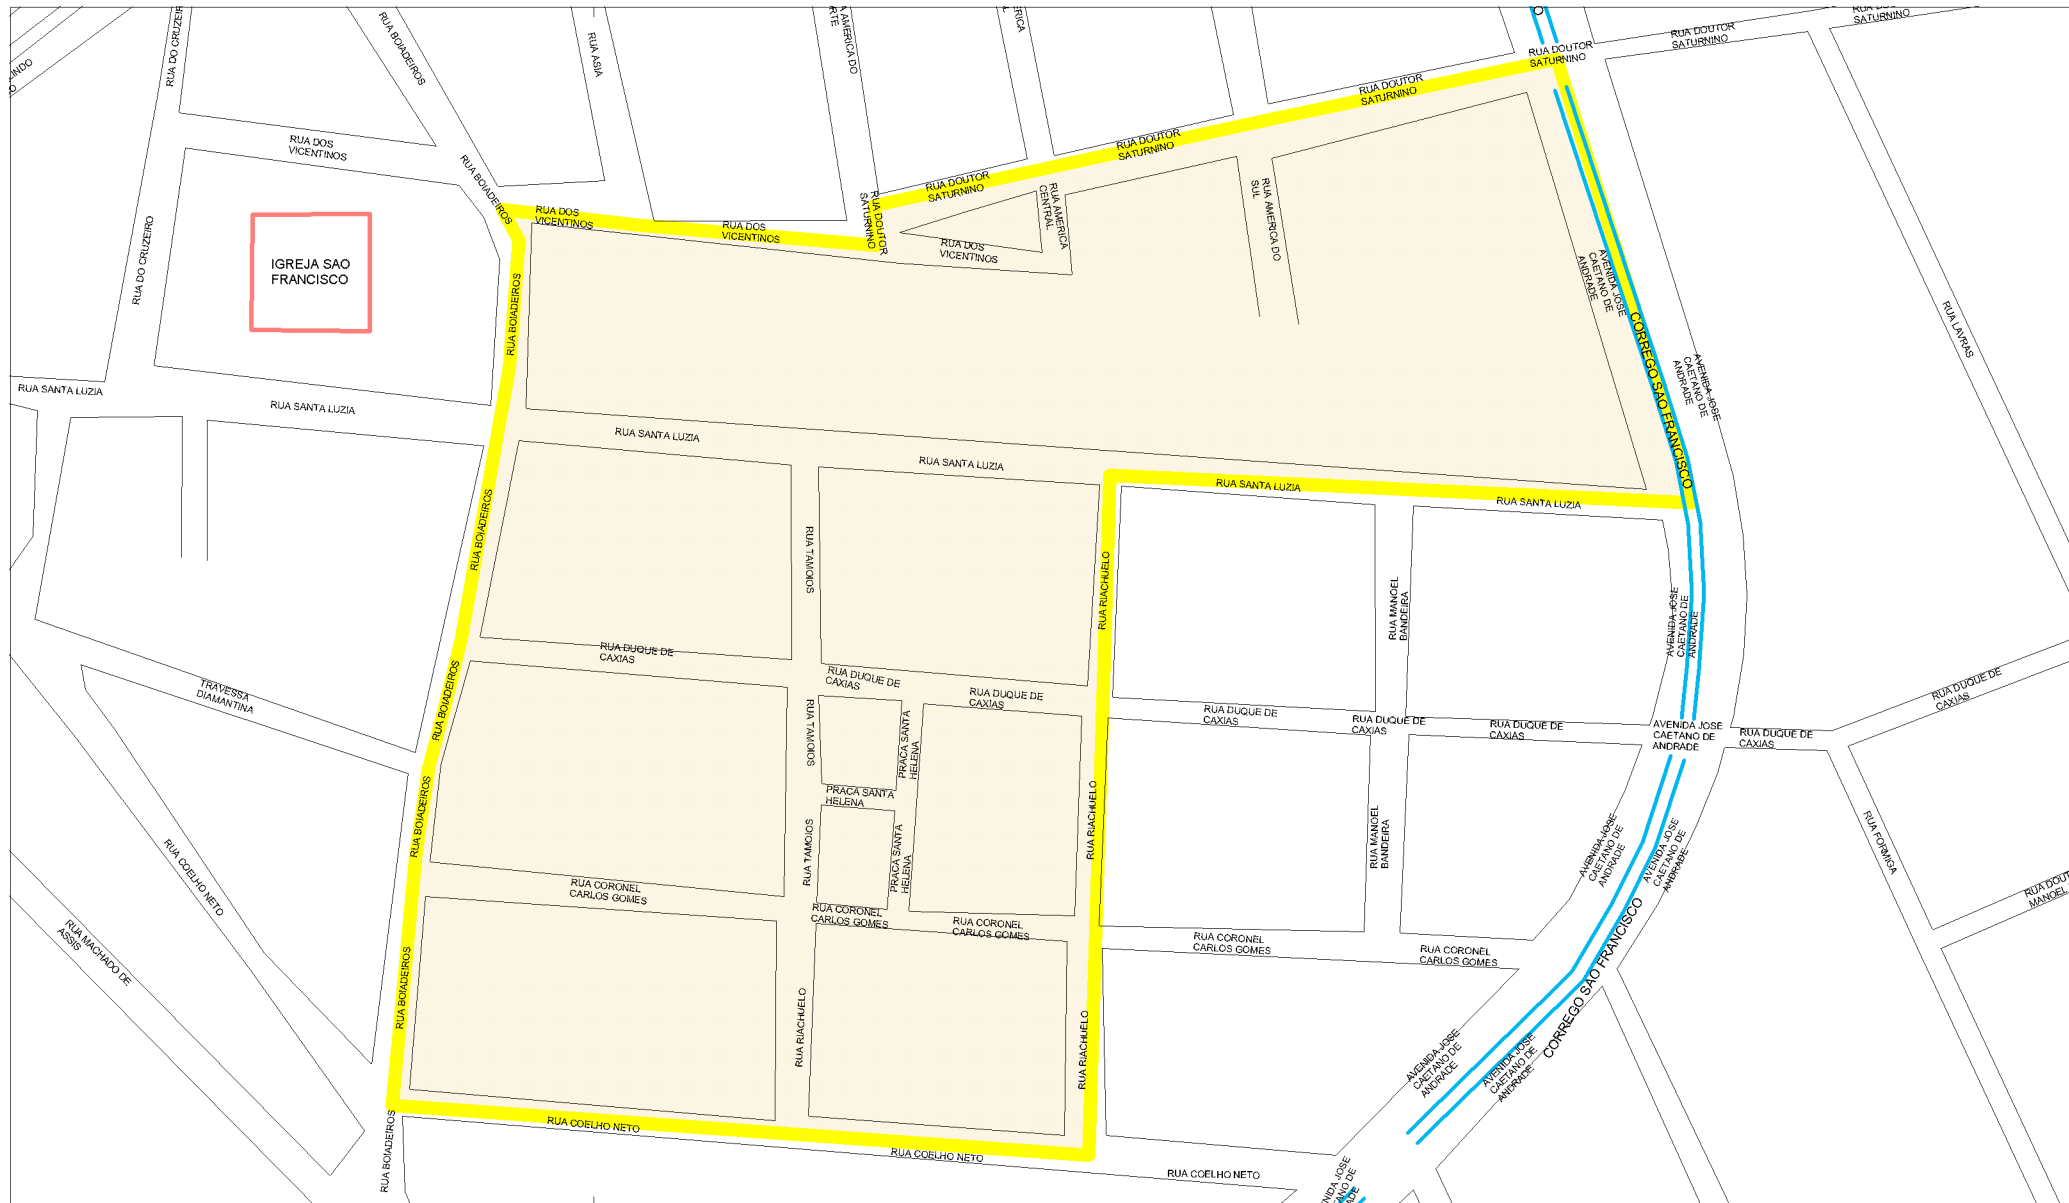 RUA DO CRUZEIR
RUA BOIADEIROS
RUA ASIA
A AMERICA DO
RTE
ERICA
L
O
RUA DOUTOR
SATURNINO
RUA DOUTOR
SATURNINO
SATURNINO
RUA DOUTOR
SATURNINO
RUA DOUTOR
SATURNINO
RUA DOUTOR
SATURNINO
RUA DOUTOR
SATURNINO
LINDO
RUA DOS
VICENTINOS
RUA BOIADEIROS
RUA DOS
VICENTINOS
RUA DOS
VICENTINOS
RUA DOS
VICENTINOS
RUA AMERICA
CENTRAL
RUA AMERICA DO
SUL
RUA DO CRUZEIRO
IGREJA SAO
FRANCISCO
RUA BOIADEIROS
AVENIDA JOSE
CAETANO DE
ANDRADE
CORREGO SAO FRANCISCO
AVENIDA JOSE
CAETANO DE
ANDRADE
RUA LAVRAS
RUA SANTA LUZIA
RUA SANTA LUZIA
RUA SANTA LUZIA
RUA SANTA LUZIA
RUA SANTA LUZIA
RUA SANTA LUZIA
RUA BOIADEIROS
RUA TAMOIOS
RUA RIACHUELO
RUA MANOEL
BANDEIRA
AVENIDA JOSE
CAETANO DE
ANDRADE
RUA DUQUE DE
CAXIAS
RUA DUQUE DE
CAXIAS
RUA DUQUE DE
CAXIAS
RUA DUQUE DE
CAXIAS
RUA DUQUE DE
CAXIAS
RUA DUQUE DE
CAXIAS
AVENIDA JOSE
CAETANO DE
ANDRADE
RUA DUQUE DE
CAXIAS
RUA DUQUE DE
CAXIAS
TRAVESSA
DIAMANTINA
RUA BOIADEIROS
RUA TAMOIOS
PRACA SANTA
HELENA
PRACA SANTA
HELENA
RUA BOIADEIROS
RUA RIACHUELO
RUA TAMOIOS
PRACA SANTA
HELENA
RUA MANOEL
BANDEIRA
AVENIDA JOSE
CAETANO DE
ANDRADE
AVENIDA JOSE
CAETANO DE
ANDRADE
RUA FORMIGA
RUA DOUT
MANOEL
RUA COELHO NETO
RUA CORONEL
CARLOS GOMES
RUA CORONEL
CARLOS GOMES
RUA CORONEL
CARLOS GOMES
RUA CORONEL
CARLOS GOMES
RUA CORONEL
CARLOS GOMES
RUA MACHADO DE
ASSIS
RUA BOIADEIROS
RUA RIACHUELO
RUA RIACHUELO
CORREGO SAO FRANCISCO
AVENIDA JOSE
CAETANO DE
ANDRADE
AVENIDA JOSE
CAETANO DE
ANDRADE
RUA BOIADEIROS
RUA COELHO NETO
RUA COELHO NETO
RUA COELHO NETO
NIDA JOSE
TANO DE
ADE